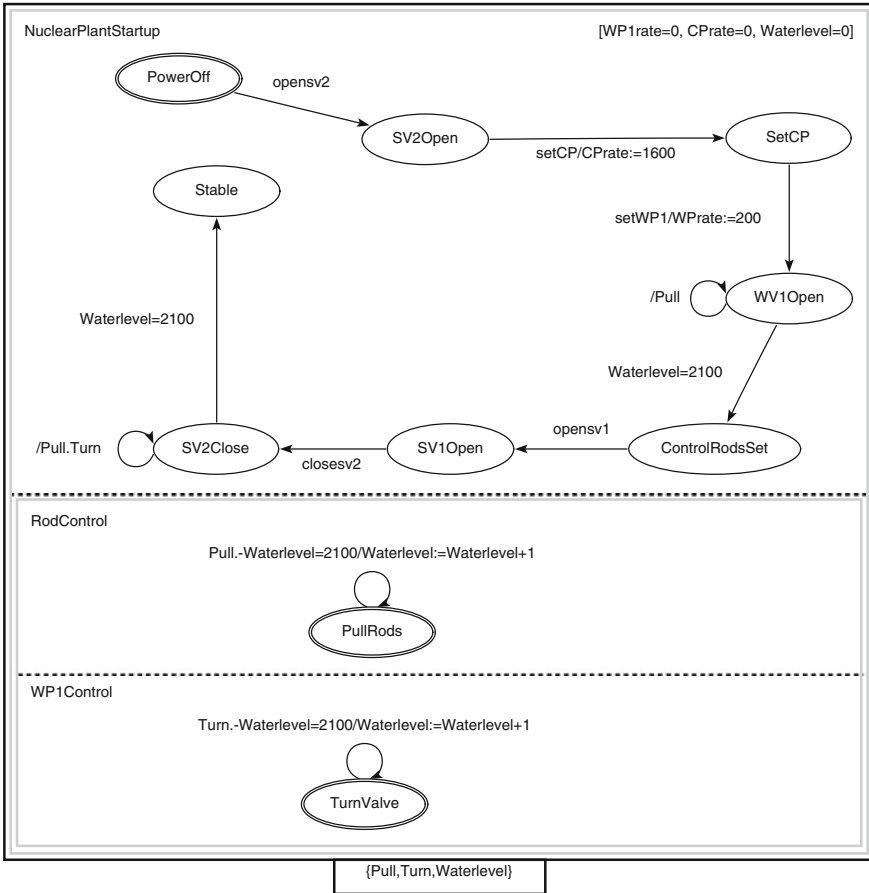 NuclearPlantStartup [WP1rate=0, CPrate=0, Waterlevel=0]
PowerOff
opensv2
SV2Open
setCP/CPrate:=1600
SetCP
Stable
setWP1/WPrate:=200
/Pull
WV1Open
Waterlevel=2100
Waterlevel=2100
opensv1
/Pull.Turn
SV2Close
closesv2
SV1Open
ControlRodsSet
RodControl
Pull.-Waterlevel=2100/Waterlevel:=Waterlevel+1
PullRods
WP1Control
Turn.-Waterlevel=2100/Waterlevel:=Waterlevel+1
TurnValve
{Pull,Turn,Waterlevel}